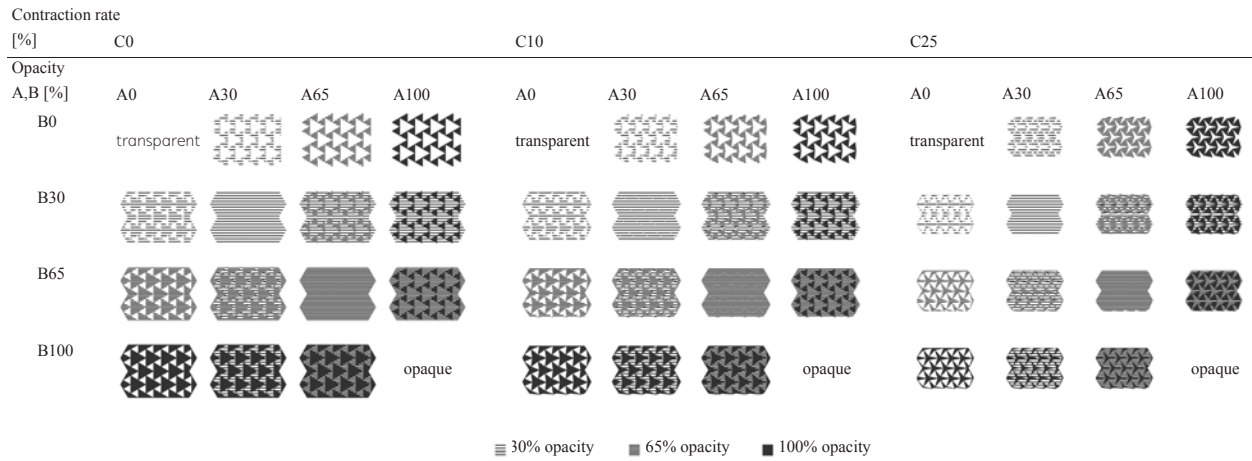 Contraction rate
[%] C0 C10 C25
Opacity
A,B [%] A0 A30 A65 A100 A0 A30 A65 A100 A0 A30 A65 A100
B0 transparent transparent transparent
B30
B65
B100 opaque opaque opaque
30% opacity 65% opacity 100% opacity